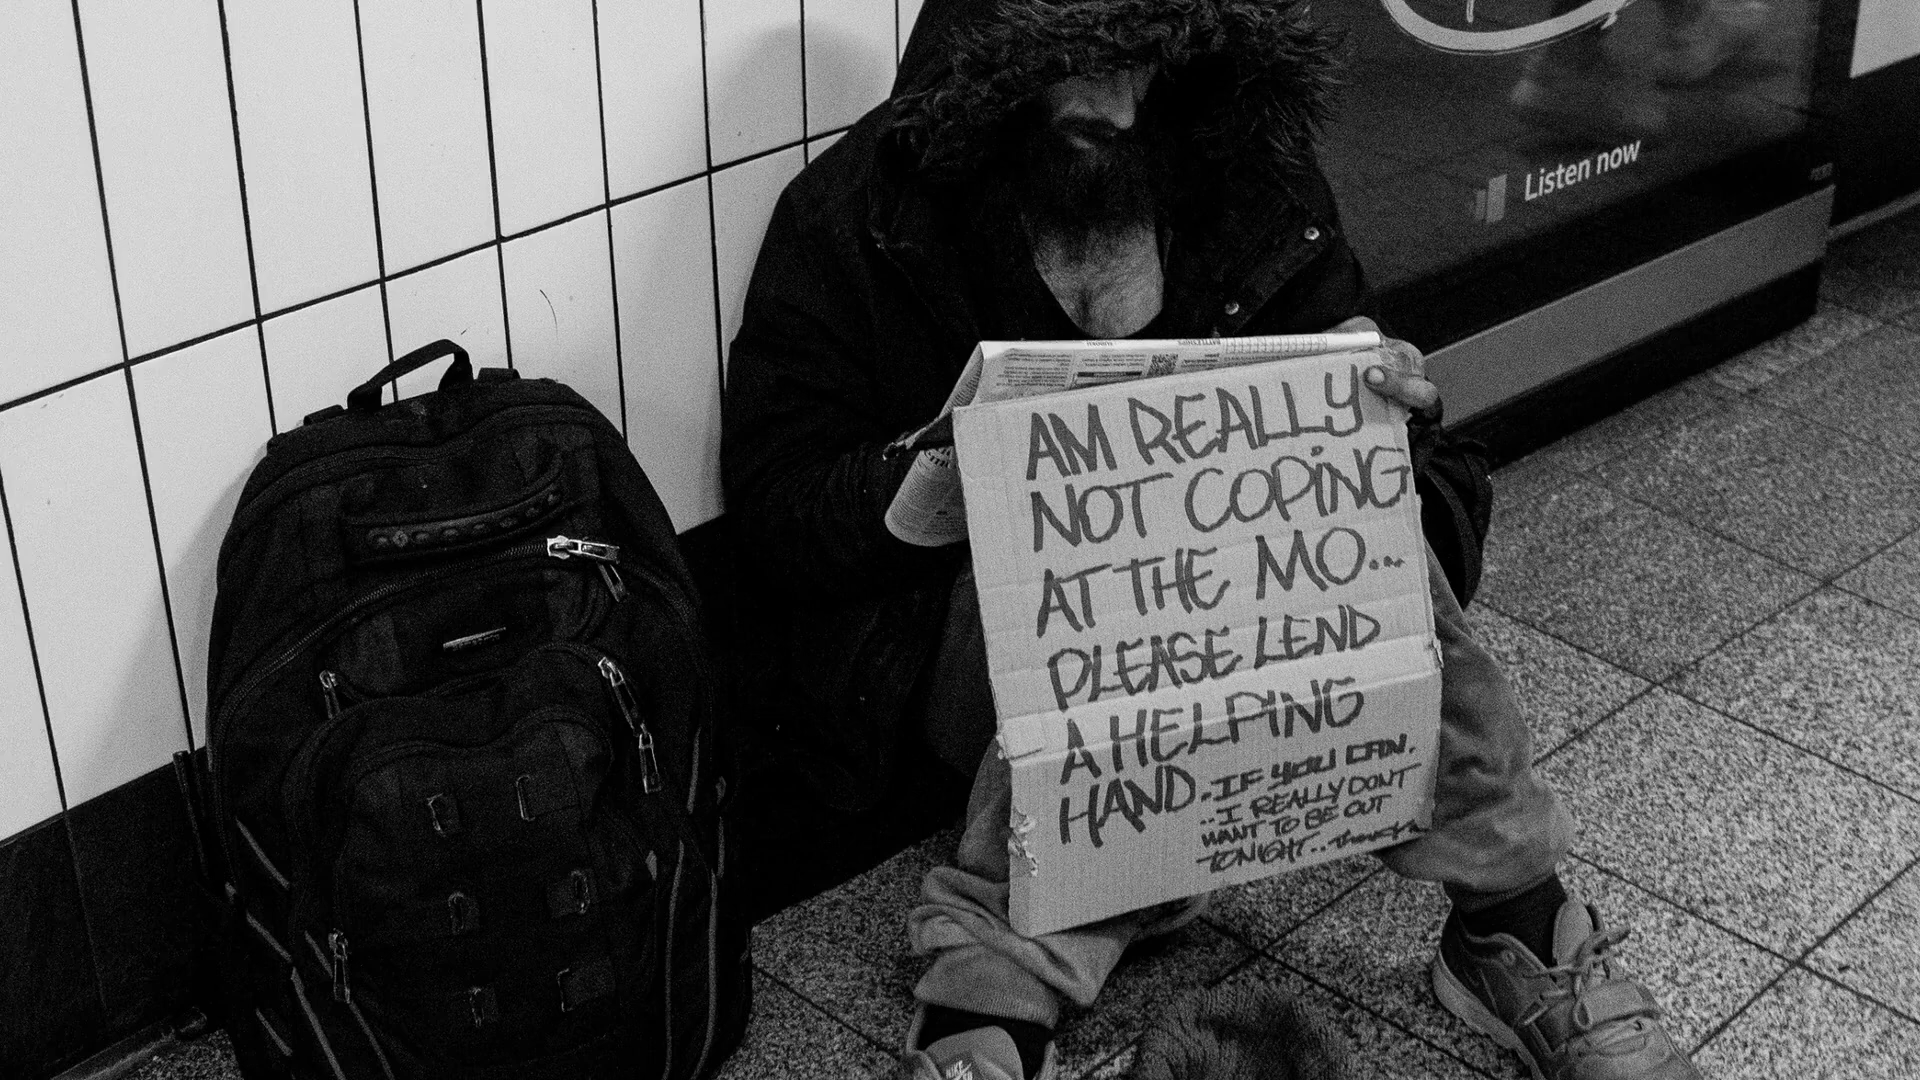 Listen now
AM REALLY
NOT COPiNG
AT THE MO...
PLEASE LEND
A HELPING
HAND..IF YOU CAN.
..I REALLY DONT
WANT TO BE OUT
TONIGHT..
NIKE